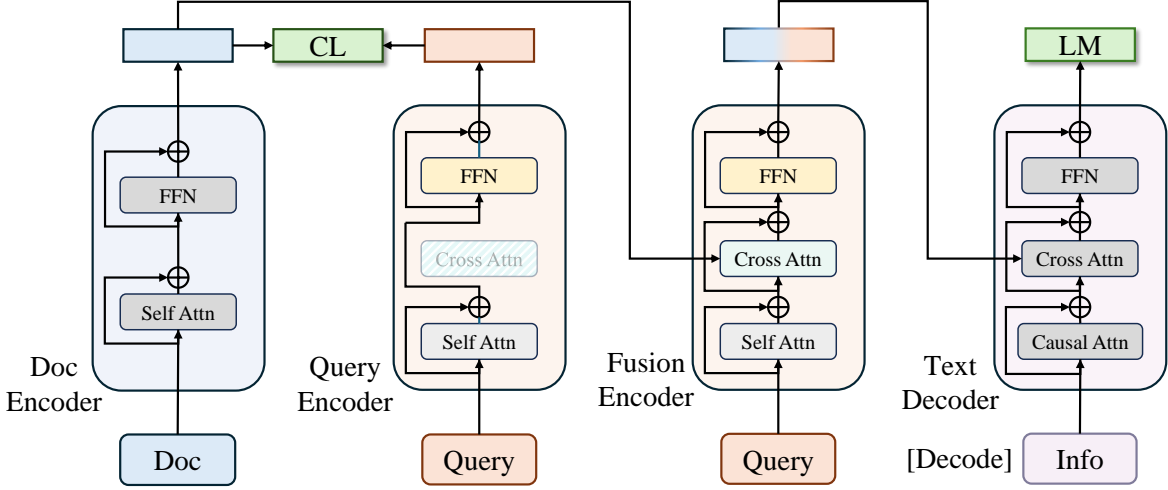 CL
LM
FFN
Self Attn
Doc
Encoder
Doc
FFN
Cross Attn
Self Attn
Query
Encoder
Query
FFN
Cross Attn
Self Attn
Fusion
Encoder
Query
FFN
Cross Attn
Causal Attn
Text
Decoder
[Decode]
Info